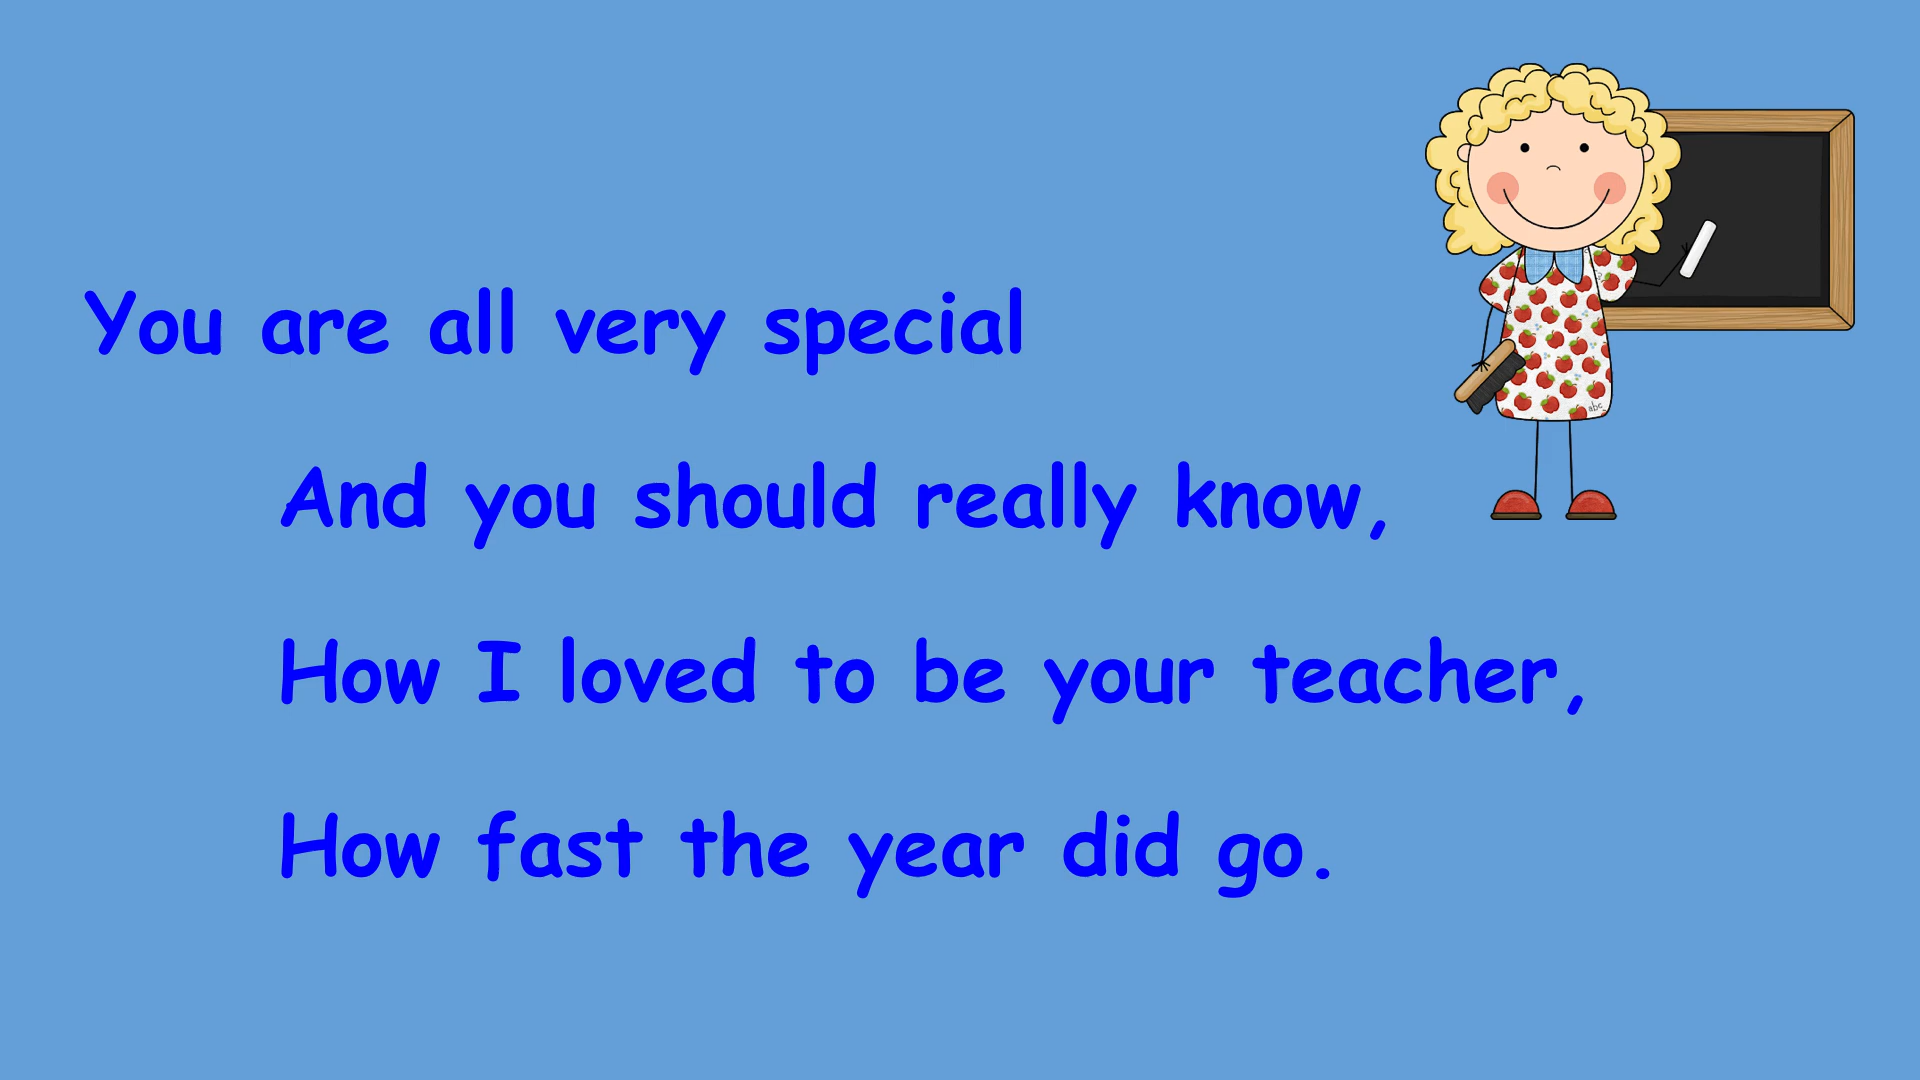 You are all very special
And you should really know,
How I loved to be your teacher,
How fast the year did go.
abc